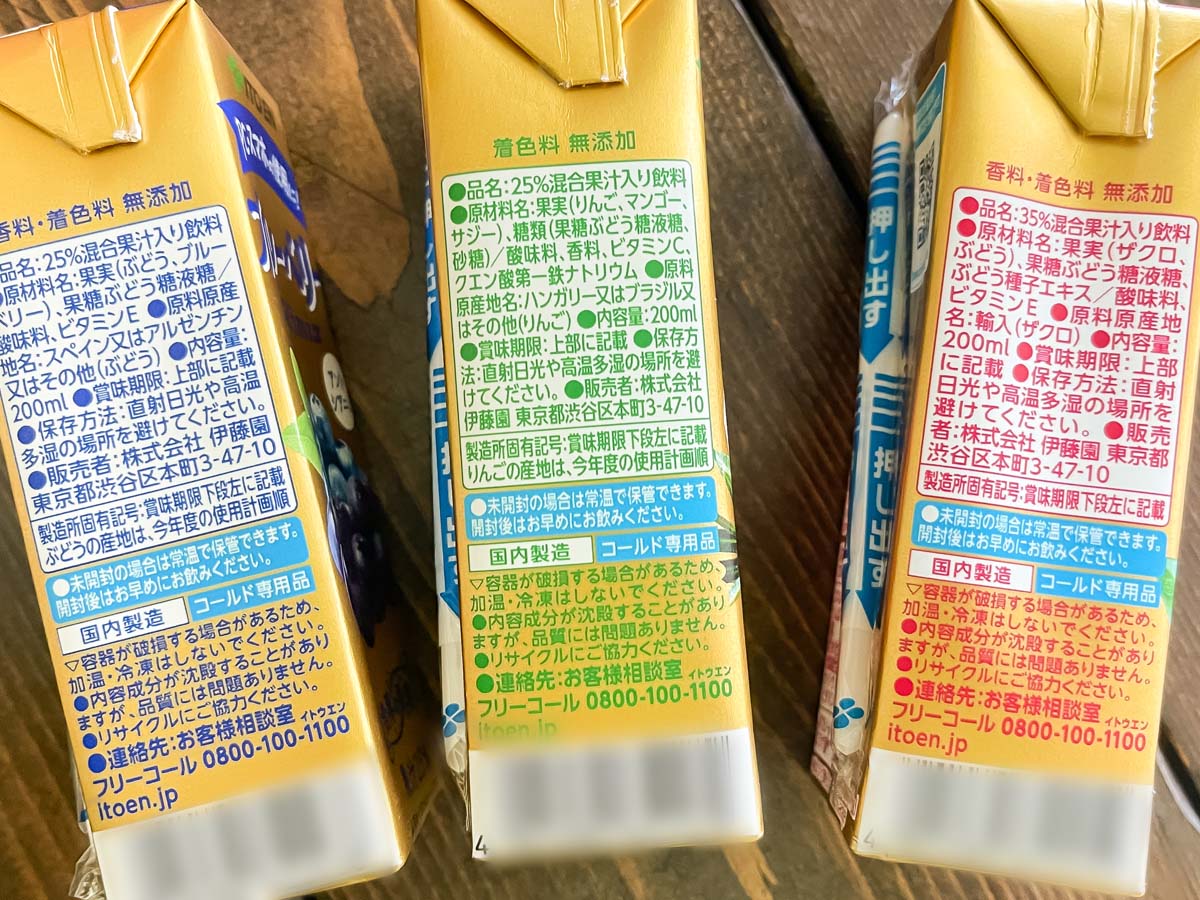 香料・着色料 無添加
品名:25%混合果汁入り飲料
●原材料名:果実(ぶどう、ブルー
ベリー)、果糖ぶどう糖液糖/
酸味料、ビタミンE ●原料原産
地名:スペイン又はアルゼンチン
又はその他(ぶどう) ●内容量:
200ml ●賞味期限:上部に記載
●保存方法:直射日光や高温
多湿の場所を避けてください。
●販売者:株式会社 伊藤園
東京都渋谷区本町3-47-10
製造所固有記号:賞味期限下段左に記載
ぶどうの産地は、今年度の使用計画順
●未開封の場合は常温で保管できます。
開封後はお早めにお飲みください。
国内製造 コールド専用品
▽容器が破損する場合があるため、
加温・冷凍はしないでください。
●内容成分が沈殿することがあり
ますが、品質には問題ありません。
●リサイクルにご協力ください。
●連絡先:お客様相談室 イトウエン
フリーコール 0800-100-1100
itoen.jp
ブルーベリー
着色料 無添加
●品名:25%混合果汁入り飲料
●原材料名:果実(りんご、マンゴー、
サジー)、糖類(果糖ぶどう糖液糖、
砂糖)/酸味料、香料、ビタミンC、
クエン酸第一鉄ナトリウム ●原料
原産地名:ハンガリー又はブラジル又
はその他(りんご) ●内容量:200ml
●賞味期限:上部に記載 ●保存方
法:直射日光や高温多湿の場所を避
けてください。 ●販売者:株式会社
伊藤園 東京都渋谷区本町3-47-10
製造所固有記号:賞味期限下段左に記載
りんごの産地は、今年度の使用計画順
●未開封の場合は常温で保管できます。
開封後はお早めにお飲みください。
国内製造 コールド専用品
▽容器が破損する場合があるため、
加温・冷凍はしないでください。
●内容成分が沈殿することがあり
ますが、品質には問題ありません。
●リサイクルにご協力ください。
●連絡先:お客様相談室 イトウエン
フリーコール 0800-100-1100
itoen.jp
4
押し出す
押し出す
香料・着色料 無添加
●品名:35%混合果汁入り飲料
●原材料名:果実(ザクロ、
ぶどう)、果糖ぶどう糖液糖、
ぶどう種子エキス/酸味料、
ビタミンE ●原料原産地
名:輸入(ザクロ) ●内容量:
200ml ●賞味期限:上部
に記載 ●保存方法:直射
日光や高温多湿の場所を
避けてください。 ●販売
者:株式会社 伊藤園 東京都
渋谷区本町3-47-10
製造所固有記号:賞味期限下段左に記載
●未開封の場合は常温で保管できます。
開封後はお早めにお飲みください。
国内製造 コールド専用品
▽容器が破損する場合があるため、
加温・冷凍はしないでください。
●内容成分が沈殿することがあり
ますが、品質には問題ありません。
●リサイクルにご協力ください。
●連絡先:お客様相談室 イトウエン
フリーコール 0800-100-1100
itoen.jp
4